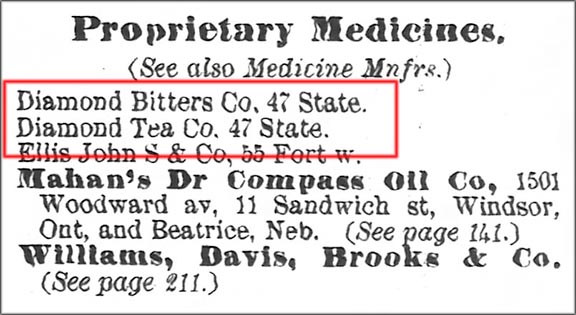 Proprietary Medicines.
(See also Medicine Mnfrs.)
Diamond Bitters Co. 47 State.
Diamond Tea Co. 47 State.
Ellis John S & Co, 55 Fort w.
Mahan's Dr Compass Oil Co, 1501
Woodward av, 11 Sandwich st, Windsor,
Ont, and Beatrice, Neb. (See page 141.)
Williams, Davis, Brooks & Co.
(See page 211.)